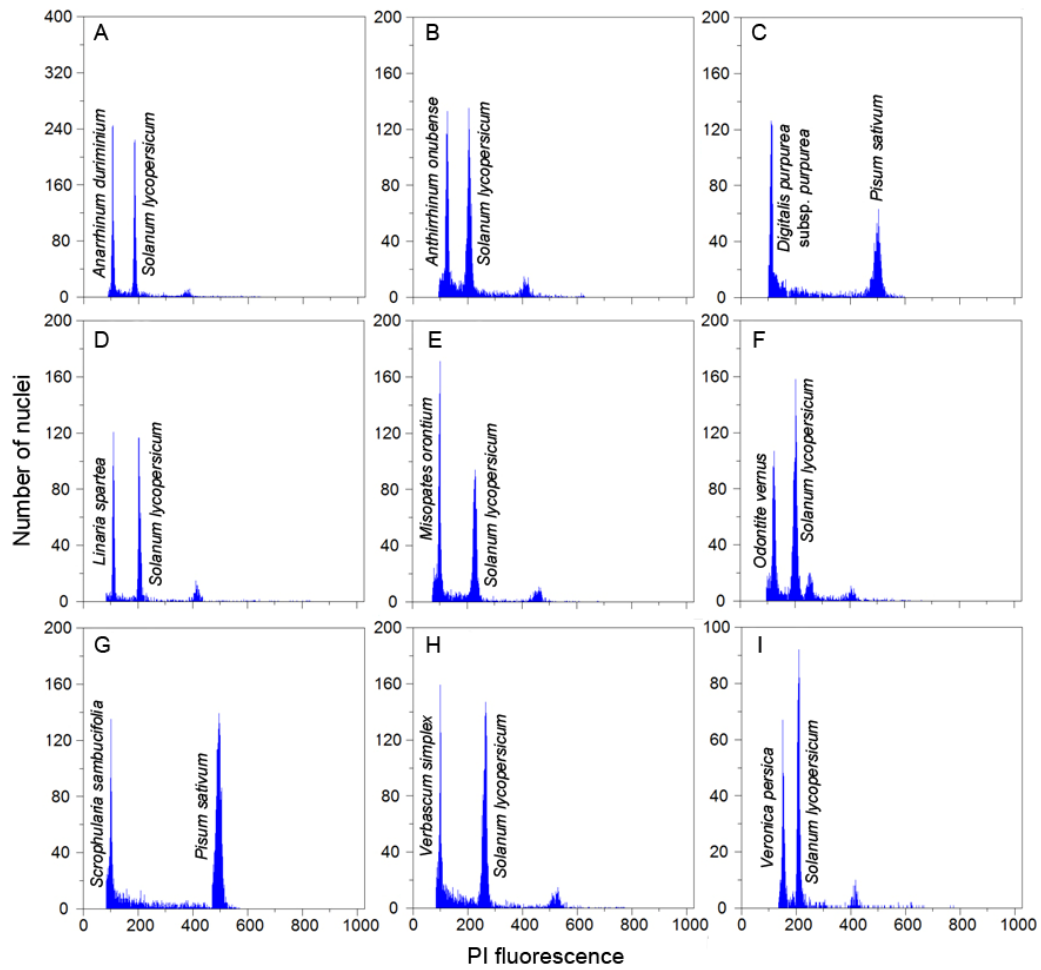 A
400
360
320
240
160
80
0
Anarrhinum duriminium
Solanum lycopersicum
B
200
160
120
80
40
0
Anthirrhinum onubense
Solanum lycopersicum
C
200
160
120
80
40
0
Digitalis purpurea
subsp. purpurea
Pisum sativum
D
200
160
120
80
40
0
Linaria spartea
Solanum lycopersicum
E
200
160
120
80
40
0
Misopates orontium
Solanum lycopersicum
F
200
160
120
80
40
0
Odontite vernus
Solanum lycopersicum
Number of nuclei
G
200
160
120
80
40
0
Scrophularia sambucifolia
Pisum sativum
0 200 400 600 800 1000
H
200
160
120
80
40
0
Verbascum simplex
Solanum lycopersicum
0 200 400 600 800 1000
I
100
80
60
40
20
0
Veronica persica
Solanum lycopersicum
0 200 400 600 800 1000
PI fluorescence